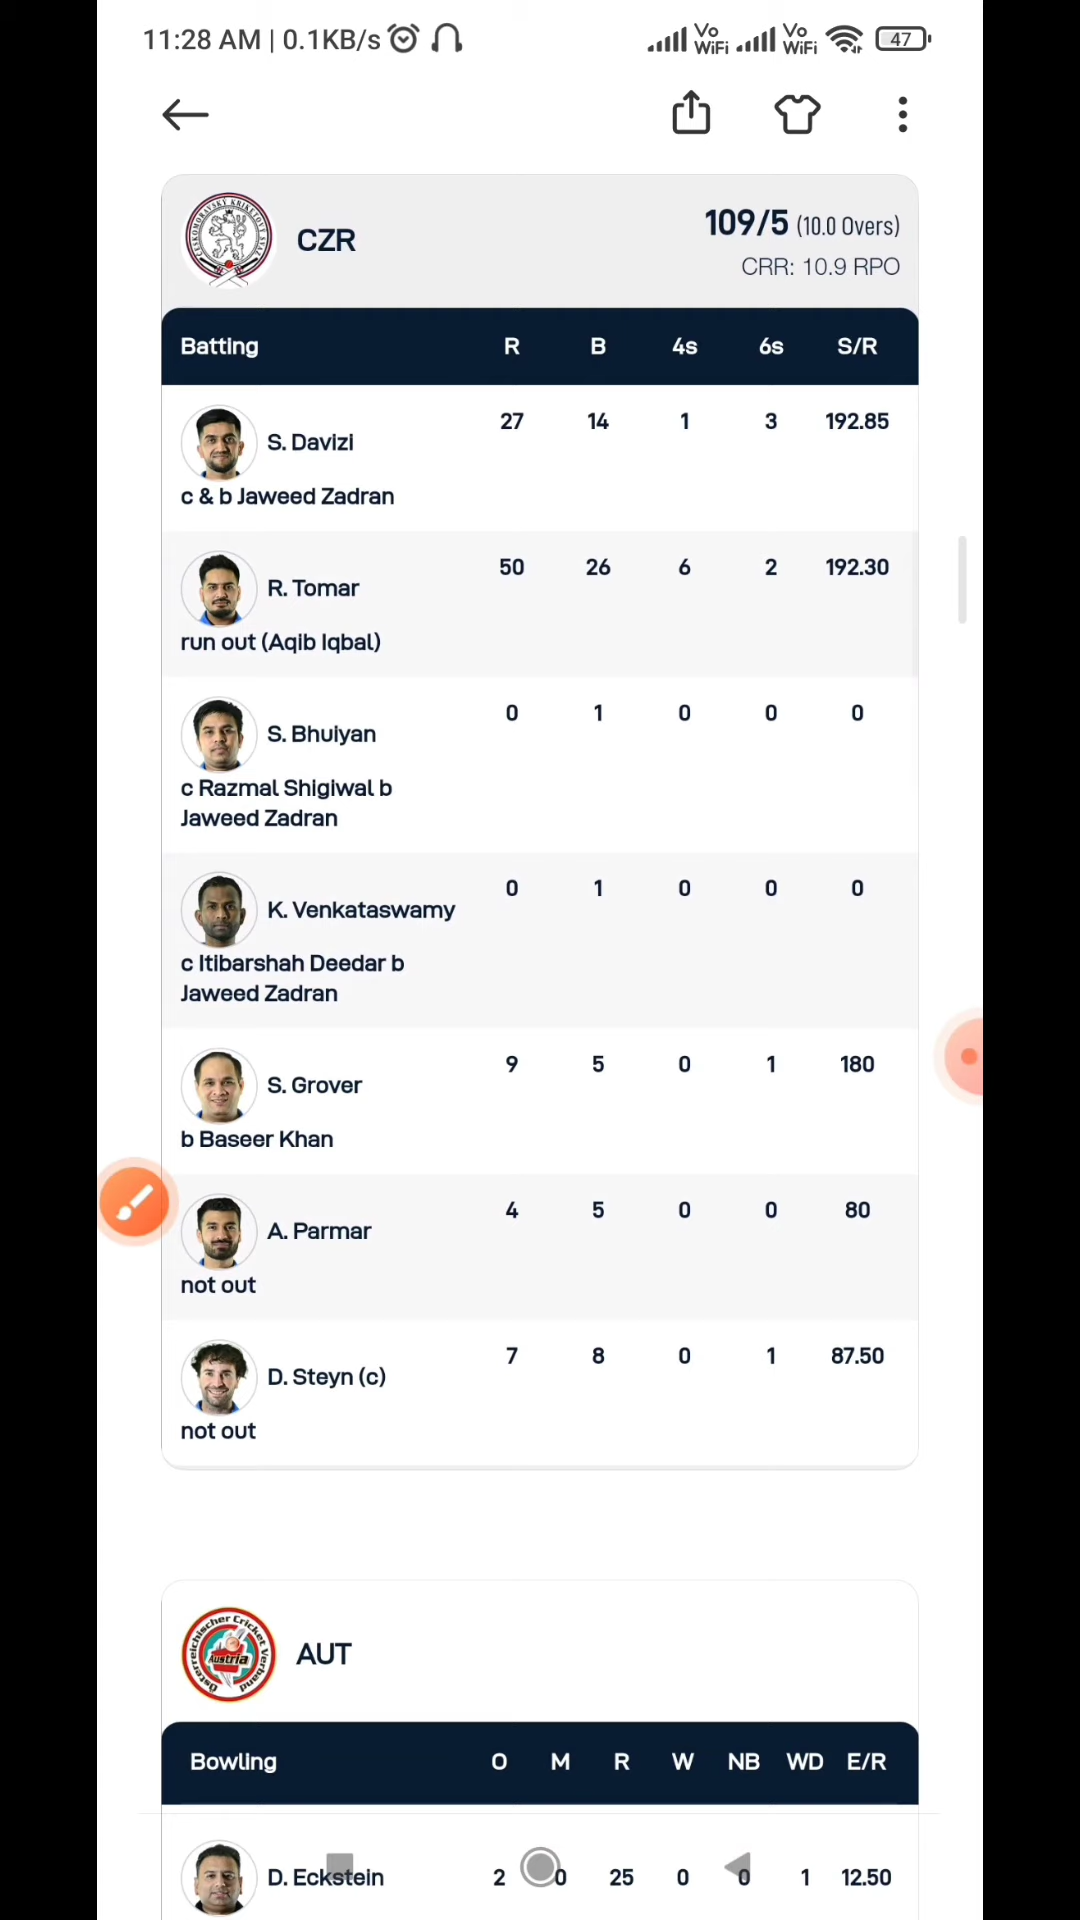 11:28 AM | 0.1KB/s Vo WiFi Vo WiFi 47
CZR 109/5 (10.0 Overs)
CRR: 10.9 RPO
Batting R B 4s 6s S/R
S. Davizi 27 14 1 3 192.85
c & b Jaweed Zadran
R. Tomar 50 26 6 2 192.30
run out (Aqib Iqbal)
S. Bhuiyan 0 1 0 0 0
c Razmal Shigiwal b
Jaweed Zadran
K. Venkataswamy 0 1 0 0 0
c Itibarshah Deedar b
Jaweed Zadran
S. Grover 9 5 0 1 180
b Baseer Khan
A. Parmar 4 5 0 0 80
not out
D. Steyn (c) 7 8 0 1 87.50
not out
Österreichischer Cricket Verband
Austria
AUT
Bowling O M R W NB WD E/R
D. Eckstein 2 0 25 0 0 1 12.50